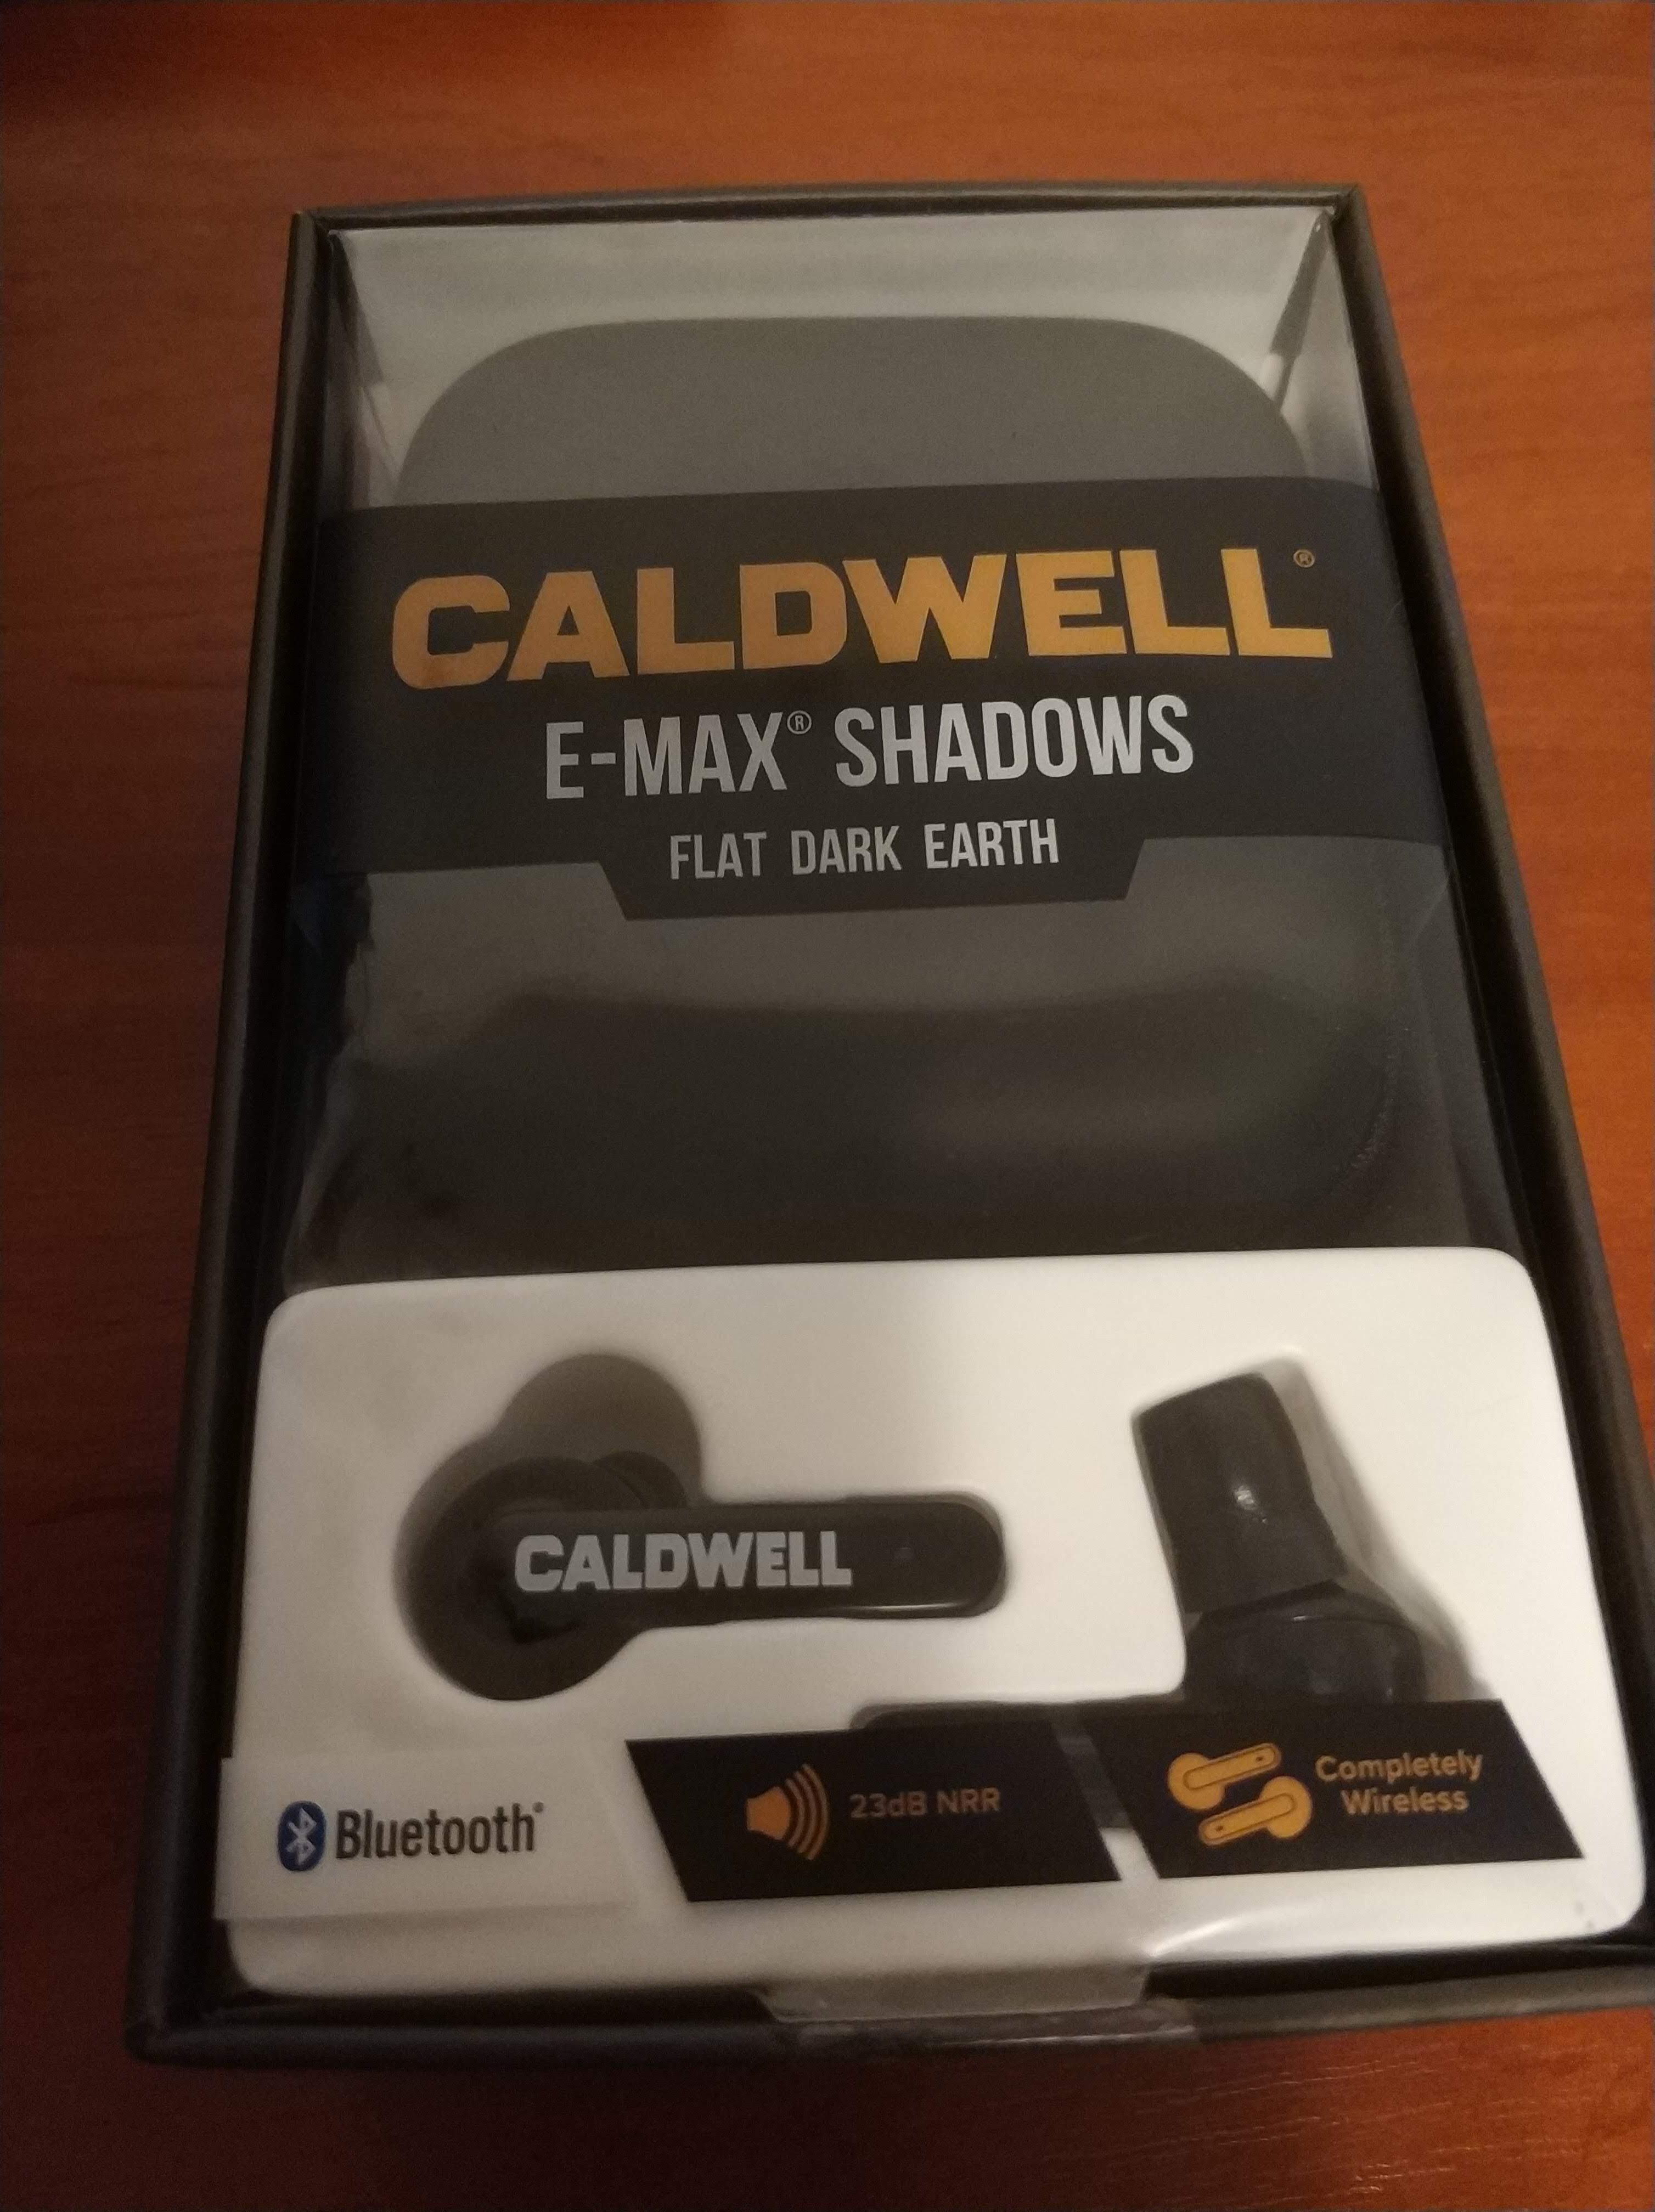 CALDWELL®
E-MAX® SHADOWS
FLAT DARK EARTH
CALDWELL
Bluetooth®
23dB NRR
Completely
Wireless